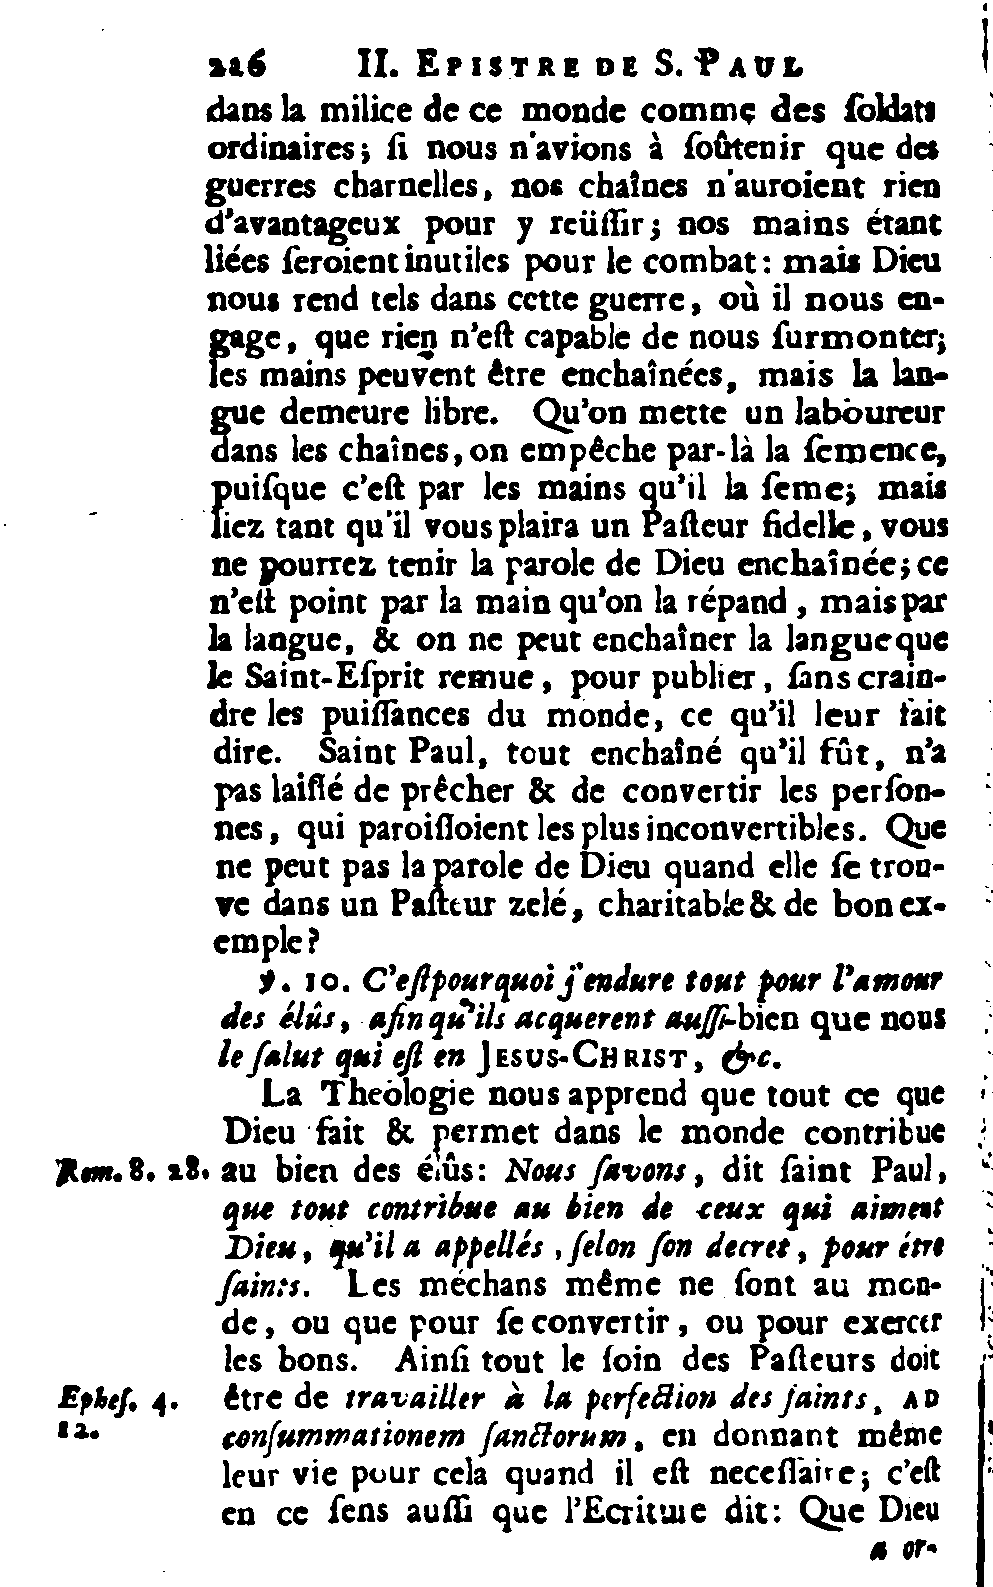 226 II. EPISTRE DE S. PAUL
dans la milice de ce monde comme des ſoldats
ordinaires; ſi nous n'avions à ſoûtenir que des
guerres charnelles, nos chaînes n'auroient rien
d'avantageux pour y reüſſir; nos mains étant
liées ſeroient inutiles pour le combat: mais Dieu
nous rend tels dans cette guerre, où il nous en-
gage, que rien n'eſt capable de nous ſurmonter;
les mains peuvent être enchaînées, mais la lan-
gue demeure libre. Qu'on mette un laboureur
dans les chaînes, on empêche par-là la ſemence,
puiſque c'eſt par les mains qu'il la ſeme; mais
liez tant qu'il vous plaira un Paſteur fidelle, vous
ne pourrez tenir la parole de Dieu enchaînée; ce
n'eſt point par la main qu'on la répand, mais par
la langue, & on ne peut enchaîner la langue que
le Saint-Eſprit remue, pour publier, ſans crain-
dre les puiſſances du monde, ce qu'il leur fait
dire. Saint Paul, tout enchaîné qu'il fût, n'a
pas laiſſé de prêcher & de convertir les perſon-
nes, qui paroiſſoient les plus inconvertibles. Que
ne peut pas la parole de Dieu quand elle ſe trou-
ve dans un Paſteur zelé, charitable & de bon ex-
emple?
℣. 10. C'eſt pourquoi j'endure tout pour l'amour
des élûs, afin qu'ils acquerent auſſi-bien que nous
le ſalut qui eſt en JESUS-CHRIST, &c.
La Theologie nous apprend que tout ce que
Dieu fait & permet dans le monde contribue
Rom. 8. 28. au bien des élûs: Nous ſavons, dit ſaint Paul,
que tout contribue au bien de ceux qui aiment
Dieu, qu'il a appellés, ſelon ſon decret, pour être
ſaints. Les méchans même ne ſont au mon-
de, ou que pour ſe convertir, ou pour exercer
les bons. Ainſi tout le ſoin des Paſteurs doit
Epheſ. 4. être de travailler à la perfection des ſaints, AD
12. conſummationem ſanctorum, en donnant même
leur vie pour cela quand il eſt neceſſaire; c'eſt
en ce ſens auſſi que l'Ecriture dit: Que DIEU
a or-